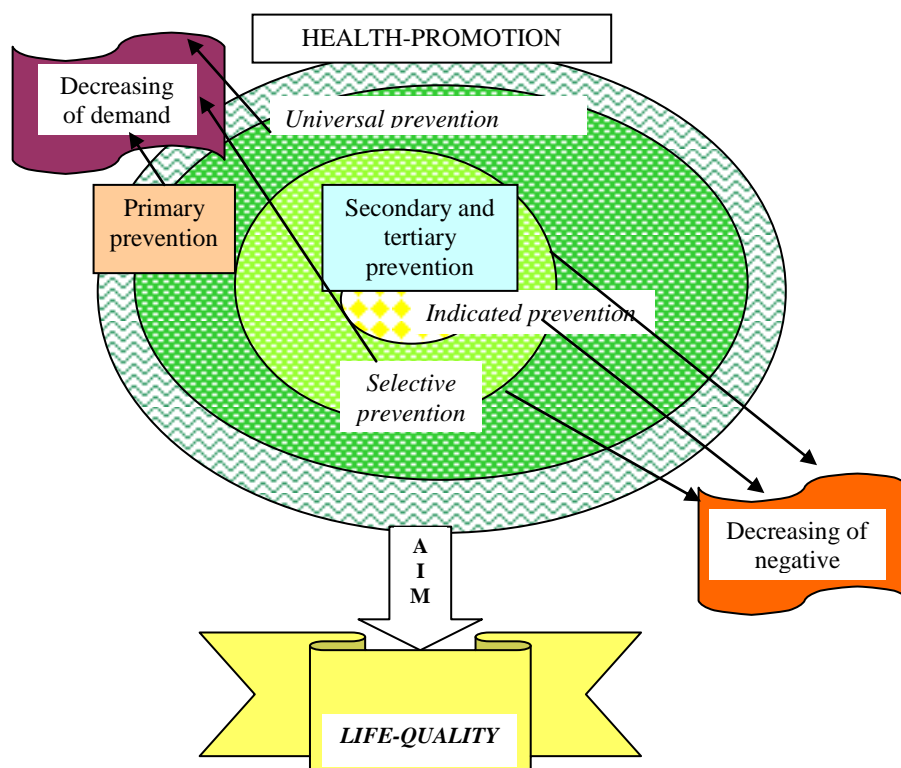 HEALTH-PROMOTION
Decreasing
of demand
Universal prevention
Primary
prevention
Secondary and
tertiary
prevention
Indicated prevention
Selective
prevention
Decreasing of
negative
A
I
M
LIFE-QUALITY